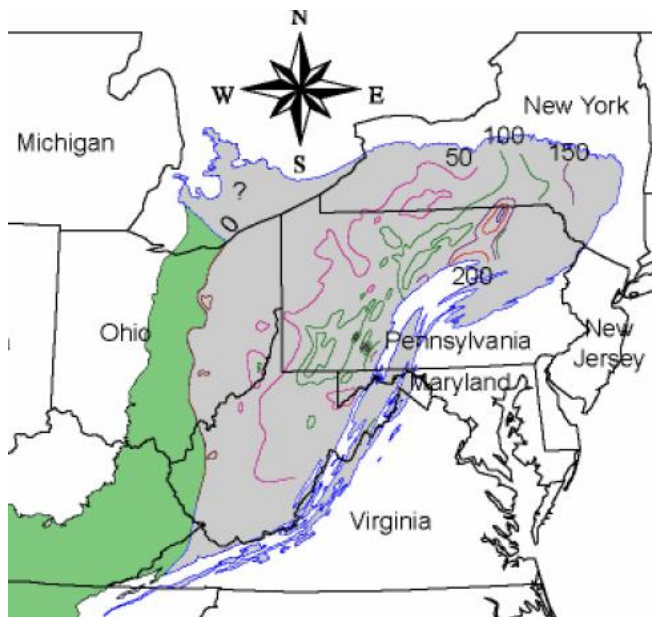 N
W E
S
New York
Michigan
100
50 150
?
0
200
Ohio
Pennsylvania
New
Jersey
Maryland
Virginia